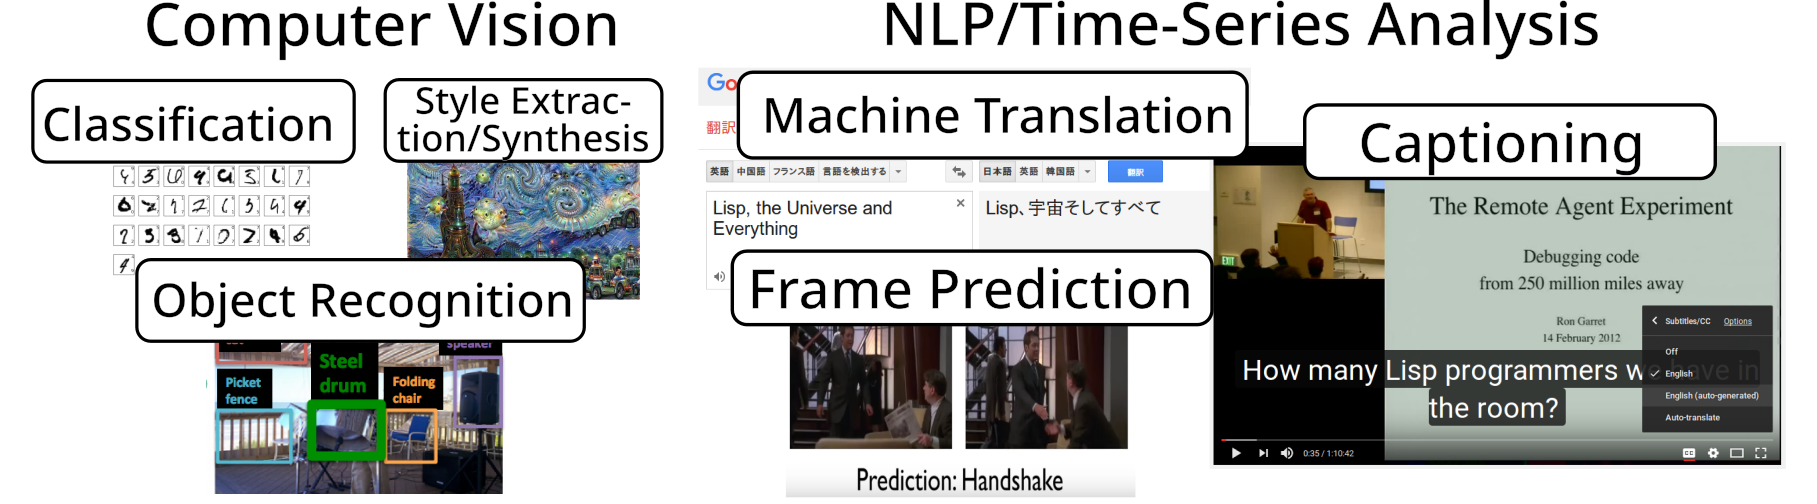 Computer Vision
NLP/Time-Series Analysis
Classification
Style Extrac-
tion/Synthesis
Object Recognition
Steel
drum
speaker
Picket
fence
Folding
chair
Go
Machine Translation
翻訳
英語 中国語 フランス語 言語を検出する
日本語 英語 韓国語
翻訳
Lisp, the Universe and
Everything
Lisp、宇宙そしてすべて
Frame Prediction
Prediction: Handshake
Captioning
The Remote Agent Experiment
Debugging code
from 250 million miles away
Ron Garret
14 February 2012
How many Lisp programmers we have in
the room?
Subtitles/CC Options
Off
English
English (auto-generated)
Auto-translate
0:35 / 1:10:42